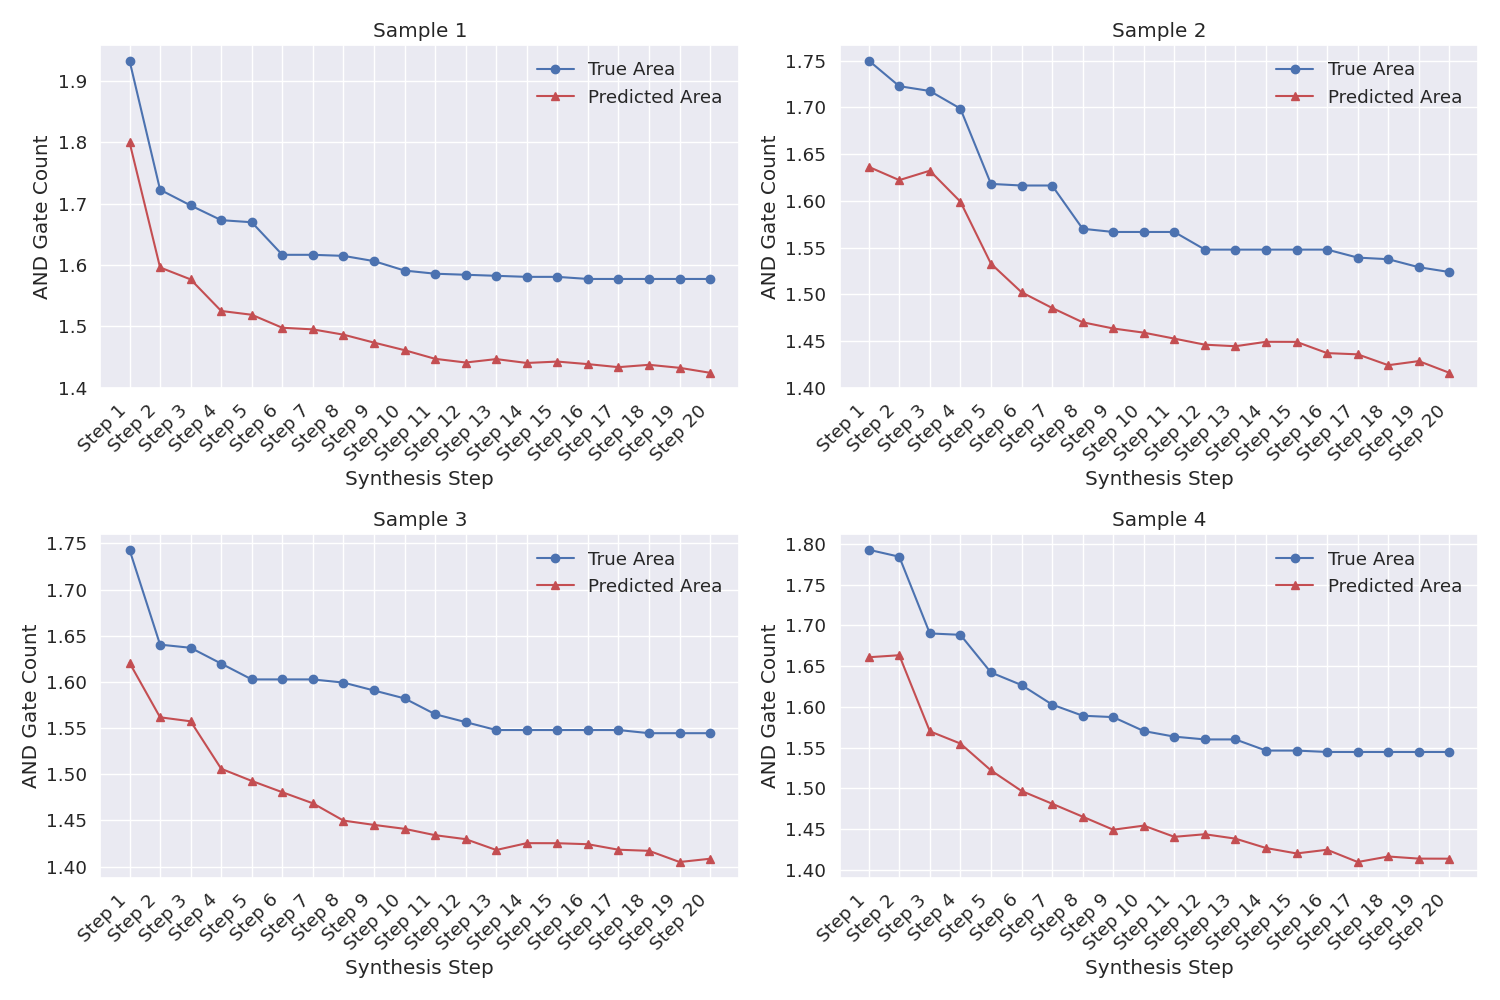 Sample 1
AND Gate Count
1.9
1.8
1.7
1.6
1.5
1.4
True Area
Predicted Area
Step 1
Step 2
Step 3
Step 4
Step 5
Step 6
Step 7
Step 8
Step 9
Step 10
Step 11
Step 12
Step 13
Step 14
Step 15
Step 16
Step 17
Step 18
Step 19
Step 20
Synthesis Step
Sample 2
AND Gate Count
1.75
1.70
1.65
1.60
1.55
1.50
1.45
1.40
True Area
Predicted Area
Step 1
Step 2
Step 3
Step 4
Step 5
Step 6
Step 7
Step 8
Step 9
Step 10
Step 11
Step 12
Step 13
Step 14
Step 15
Step 16
Step 17
Step 18
Step 19
Step 20
Synthesis Step
Sample 3
AND Gate Count
1.75
1.70
1.65
1.60
1.55
1.50
1.45
1.40
True Area
Predicted Area
Step 1
Step 2
Step 3
Step 4
Step 5
Step 6
Step 7
Step 8
Step 9
Step 10
Step 11
Step 12
Step 13
Step 14
Step 15
Step 16
Step 17
Step 18
Step 19
Step 20
Synthesis Step
Sample 4
AND Gate Count
1.80
1.75
1.70
1.65
1.60
1.55
1.50
1.45
1.40
True Area
Predicted Area
Step 1
Step 2
Step 3
Step 4
Step 5
Step 6
Step 7
Step 8
Step 9
Step 10
Step 11
Step 12
Step 13
Step 14
Step 15
Step 16
Step 17
Step 18
Step 19
Step 20
Synthesis Step